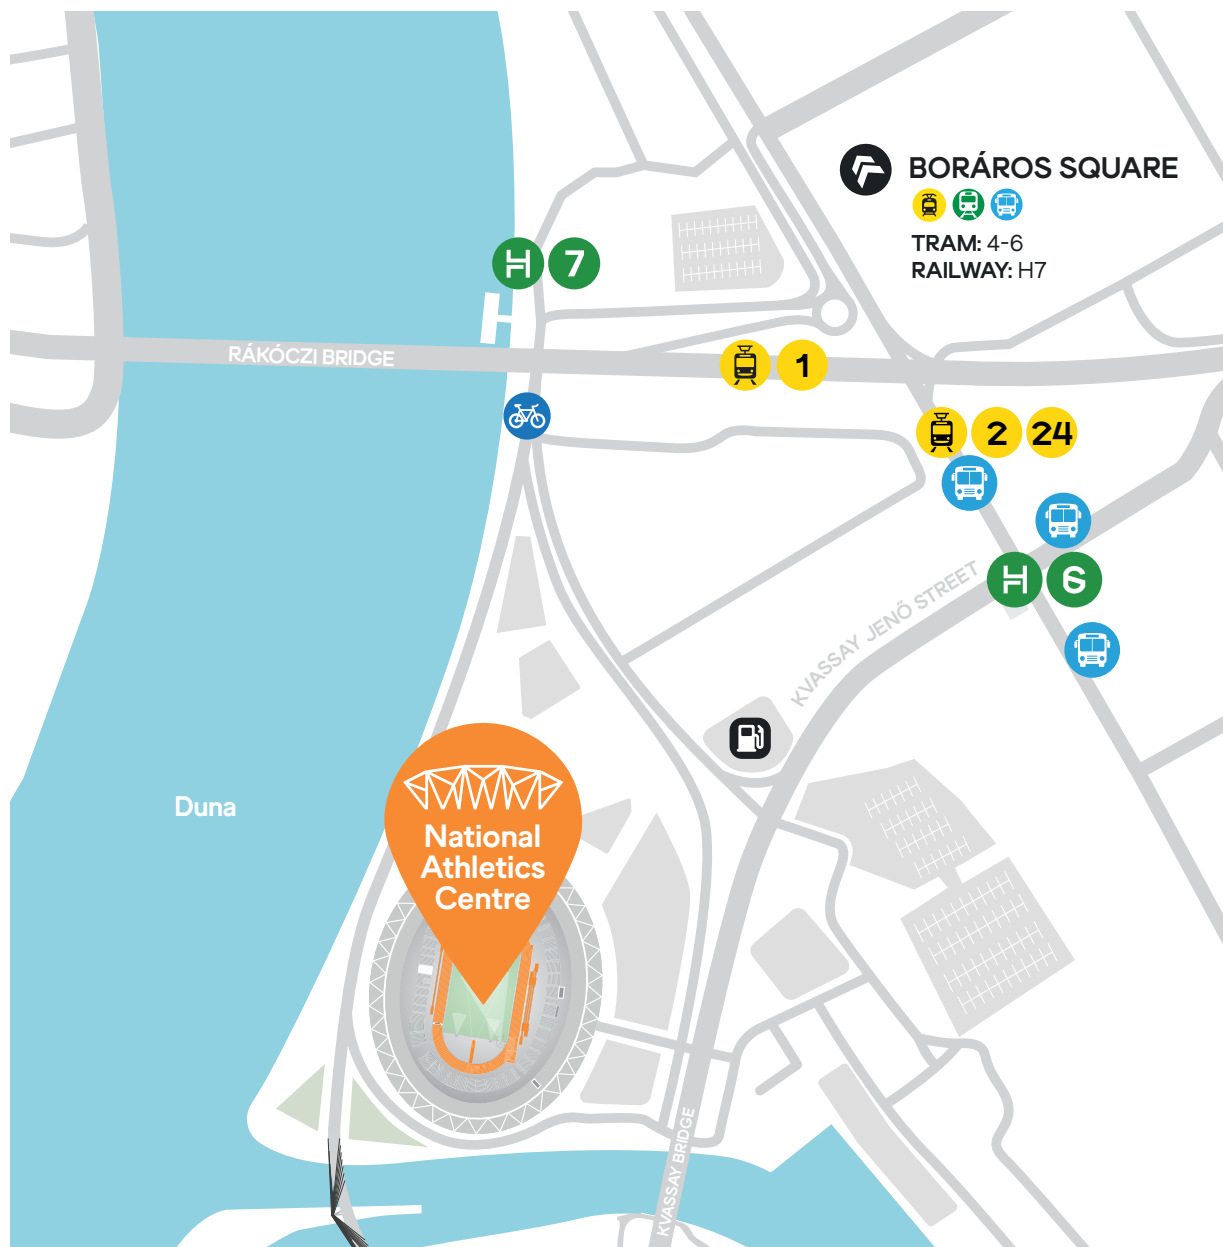 BORÁROS SQUARE
TRAM: 4-6
RAILWAY: H7
H 7
RÁKÓCZI BRIDGE
1
2 24
H 6
KVASSAY JENŐ STREET
Duna
National
Athletics
Centre
KVASSAY BRIDGE